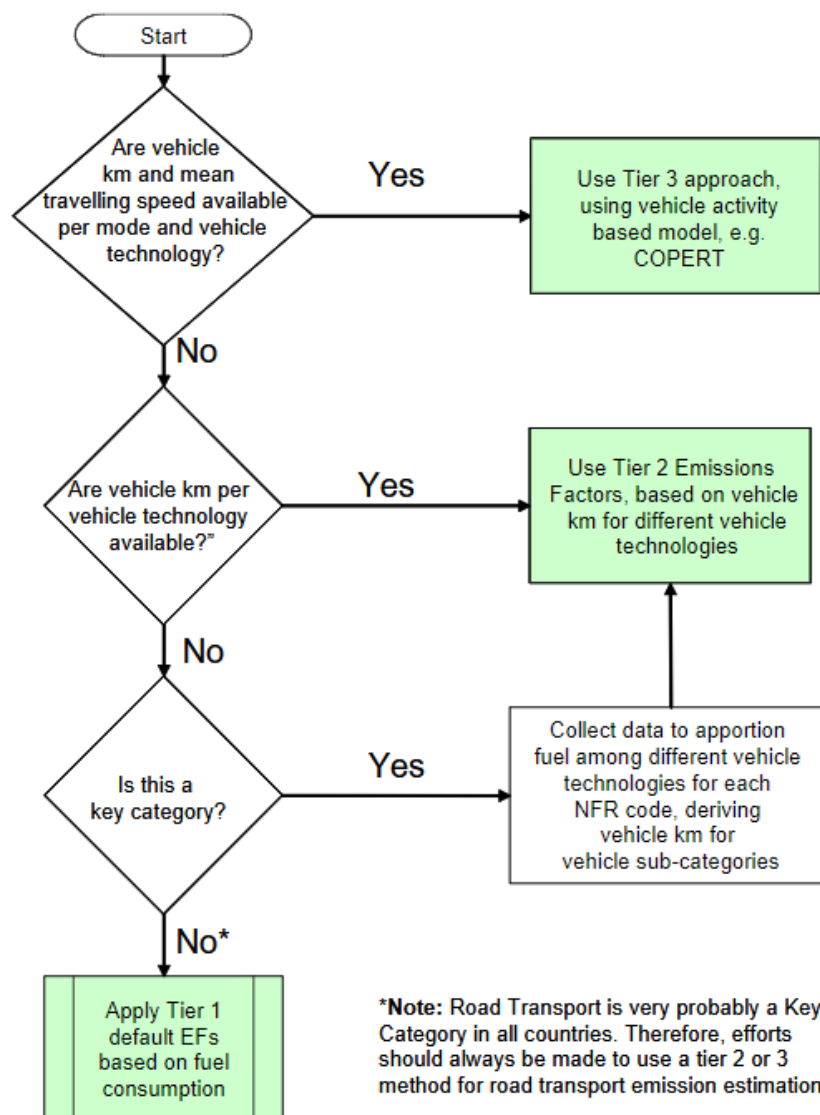 Start
Are vehicle
km and mean
travelling speed available
per mode and vehicle
technology?
Yes
Use Tier 3 approach,
using vehicle activity
based model, e.g.
COPERT
No
Are vehicle km per
vehicle technology
available?”
Yes
Use Tier 2 Emissions
Factors, based on vehicle
km for different vehicle
technologies
No
Is this a
key category?
Yes
Collect data to apportion
fuel among different vehicle
technologies for each
NFR code, deriving
vehicle km for
vehicle sub-categories
No*
Apply Tier 1
default EFs
based on fuel
consumption
*Note: Road Transport is very probably a Key
Category in all countries. Therefore, efforts
should always be made to use a tier 2 or 3
method for road transport emission estimation